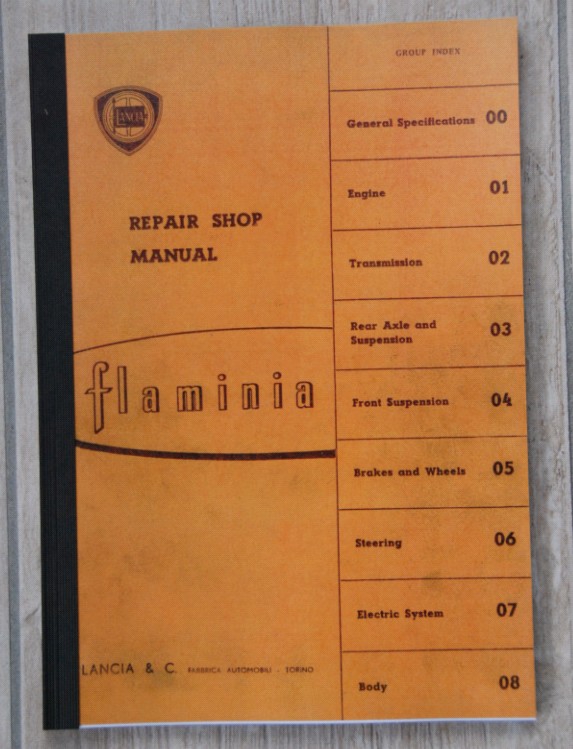 LANCIA
REPAIR SHOP
MANUAL
flaminia
LANCIA & C. FABBRICA AUTOMOBILI - TORINO
GROUP INDEX
General Specifications 00
Engine 01
Transmission 02
Rear Axle and
Suspension 03
Front Suspension 04
Brakes and Wheels 05
Steering 06
Electric System 07
Body 08